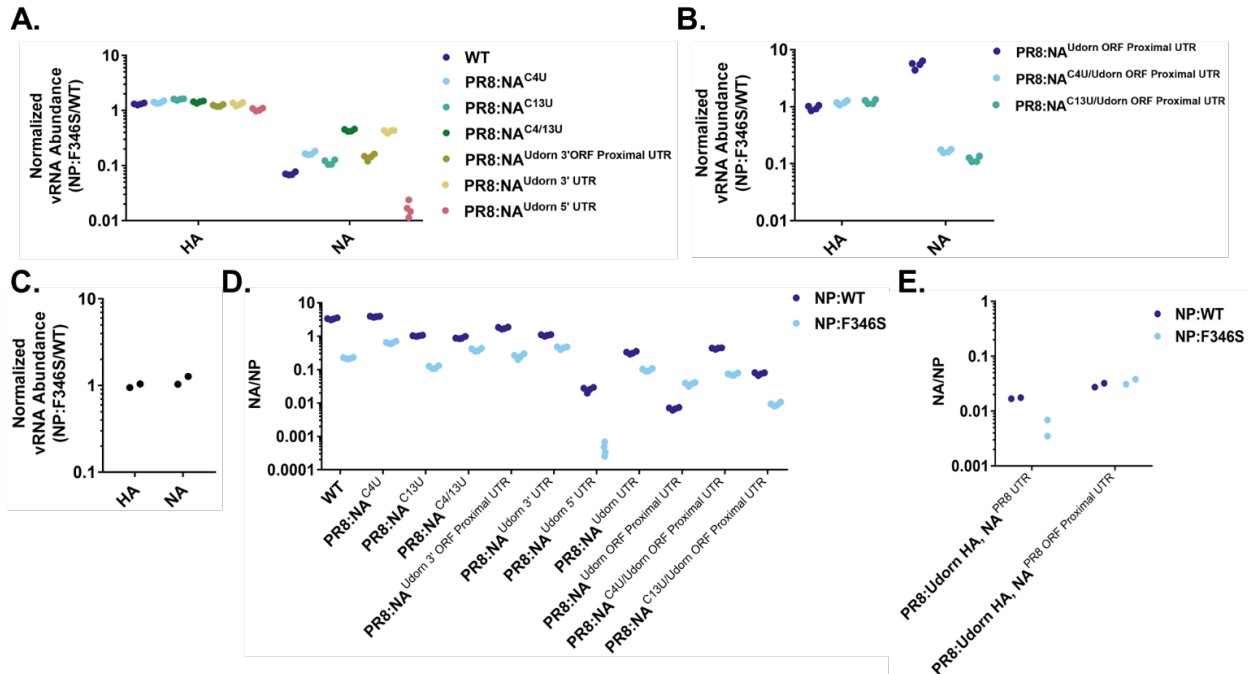 A.
Normalized
vRNA Abundance
(NP:F346S/WT)
10
1
0.1
0.01
HA
NA
WT
PR8:NA^C4U
PR8:NA^C13U
PR8:NA^C4/13U
PR8:NA^Udorn 3'ORF Proximal UTR
PR8:NA^Udorn 3' UTR
PR8:NA^Udorn 5' UTR
B.
Normalized
vRNA Abundance
(NP:F346S/WT)
10
1
0.1
0.01
HA
NA
PR8:NA^Udorn ORF Proximal UTR
PR8:NA^C4U/Udorn ORF Proximal UTR
PR8:NA^C13U/Udorn ORF Proximal UTR
C.
Normalized
vRNA Abundance
(NP:F346S/WT)
10
1
0.1
HA
NA
D.
NA/NP
10
1
0.1
0.01
0.001
0.0001
NP:WT
NP:F346S
WT
PR8:NA^C4U
PR8:NA^C13U
PR8:NA^C4/13U
PR8:NA^Udorn 3' ORF Proximal UTR
PR8:NA^Udorn 3' UTR
PR8:NA^Udorn 5' UTR
PR8:NA^Udorn UTR
PR8:NA^Udorn ORF Proximal UTR
PR8:NA^C4U/Udorn ORF Proximal UTR
PR8:NA^C13U/Udorn ORF Proximal UTR
E.
NA/NP
1
0.1
0.01
0.001
NP:WT
NP:F346S
PR8:Udorn HA, NA^PR8 UTR
PR8:Udorn HA, NA^PR8 ORF Proximal UTR